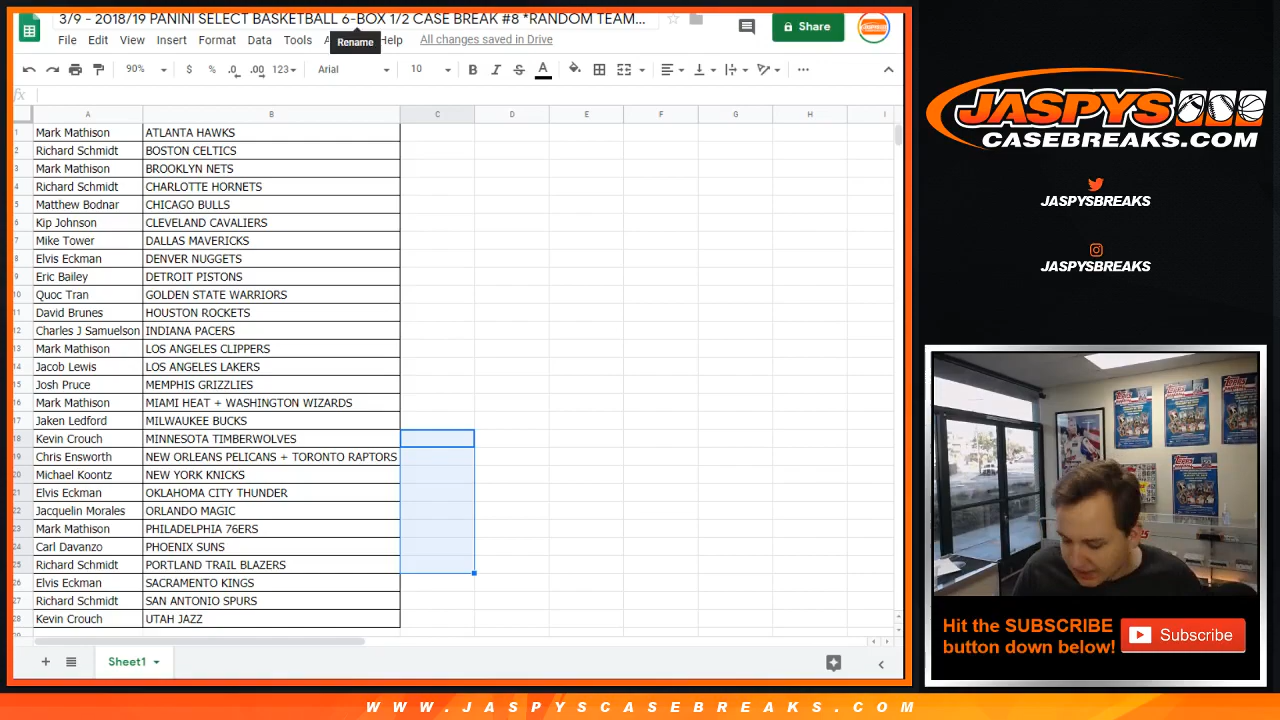 3/9 - 2018/19 PANINI SELECT BASKETBALL 6-BOX 1/2 CASE BREAK #8 *RANDOM TEAM...
File Edit View Insert Format Data Tools Help All changes saved in Drive
Rename
Share
90% $ % .0 .00 123 Arial 10 B I S A
fx
A B C D E F G H I
1 Mark Mathison ATLANTA HAWKS
2 Richard Schmidt BOSTON CELTICS
3 Mark Mathison BROOKLYN NETS
4 Richard Schmidt CHARLOTTE HORNETS
5 Matthew Bodnar CHICAGO BULLS
6 Kip Johnson CLEVELAND CAVALIERS
7 Mike Tower DALLAS MAVERICKS
8 Elvis Eckman DENVER NUGGETS
9 Eric Bailey DETROIT PISTONS
10 Quoc Tran GOLDEN STATE WARRIORS
11 David Brunes HOUSTON ROCKETS
12 Charles J Samuelson INDIANA PACERS
13 Mark Mathison LOS ANGELES CLIPPERS
14 Jacob Lewis LOS ANGELES LAKERS
15 Josh Pruce MEMPHIS GRIZZLIES
16 Mark Mathison MIAMI HEAT + WASHINGTON WIZARDS
17 Jaken Ledford MILWAUKEE BUCKS
18 Kevin Crouch MINNESOTA TIMBERWOLVES
19 Chris Ensworth NEW ORLEANS PELICANS + TORONTO RAPTORS
20 Michael Koontz NEW YORK KNICKS
21 Elvis Eckman OKLAHOMA CITY THUNDER
22 Jacquelin Morales ORLANDO MAGIC
23 Mark Mathison PHILADELPHIA 76ERS
24 Carl Davanzo PHOENIX SUNS
25 Richard Schmidt PORTLAND TRAIL BLAZERS
26 Elvis Eckman SACRAMENTO KINGS
27 Richard Schmidt SAN ANTONIO SPURS
28 Kevin Crouch UTAH JAZZ
Sheet1
JASPYS
CASEBREAKS.COM
JASPYSBREAKS
JASPYSBREAKS
Hit the SUBSCRIBE
button down below!
Subscribe
WWW.JASPYSCASEBREAKS.COM